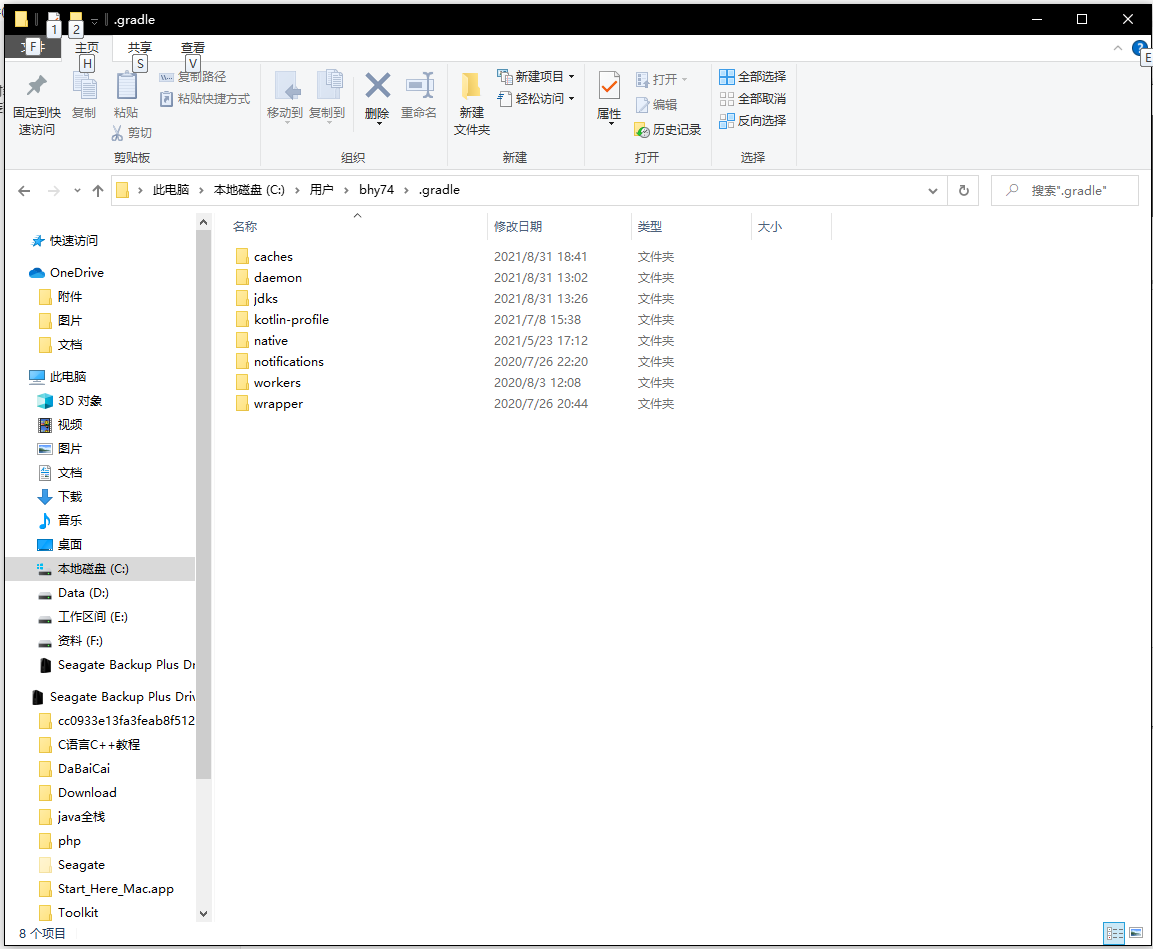 1 2 .gradle
F 主页 共享 查看
H S V E
固定到快速访问
复制
粘贴
复制路径
粘贴快捷方式
剪切
剪贴板
移动到
复制到
删除
重命名
组织
新建
文件夹
新建项目
轻松访问
新建
属性
打开
编辑
历史记录
打开
全部选择
全部取消
反向选择
选择
此电脑 本地磁盘 (C:) 用户 bhy74 .gradle
搜索".gradle"
名称 修改日期 类型 大小
caches 2021/8/31 18:41 文件夹
daemon 2021/8/31 13:02 文件夹
jdks 2021/8/31 13:26 文件夹
kotlin-profile 2021/7/8 15:38 文件夹
native 2021/5/23 17:12 文件夹
notifications 2020/7/26 22:20 文件夹
workers 2020/8/3 12:08 文件夹
wrapper 2020/7/26 20:44 文件夹
快速访问
OneDrive
附件
图片
文档
此电脑
3D 对象
视频
图片
文档
下载
音乐
桌面
本地磁盘 (C:)
Data (D:)
工作区间 (E:)
资料 (F:)
Seagate Backup Plus Dr
Seagate Backup Plus Driv
cc0933e13fa3feab8f512
C语言C++教程
DaBaiCai
Download
java全栈
php
Seagate
Start_Here_Mac.app
Toolkit
8 个项目